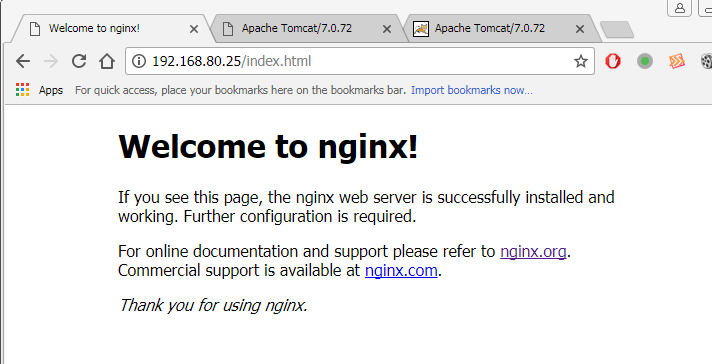 Welcome to nginx!
Apache Tomcat/7.0.72
Apache Tomcat/7.0.72
192.168.80.25/index.html
Apps For quick access, place your bookmarks here on the bookmarks bar. Import bookmarks now...
Welcome to nginx!
If you see this page, the nginx web server is successfully installed and
working. Further configuration is required.
For online documentation and support please refer to nginx.org.
Commercial support is available at nginx.com.
Thank you for using nginx.